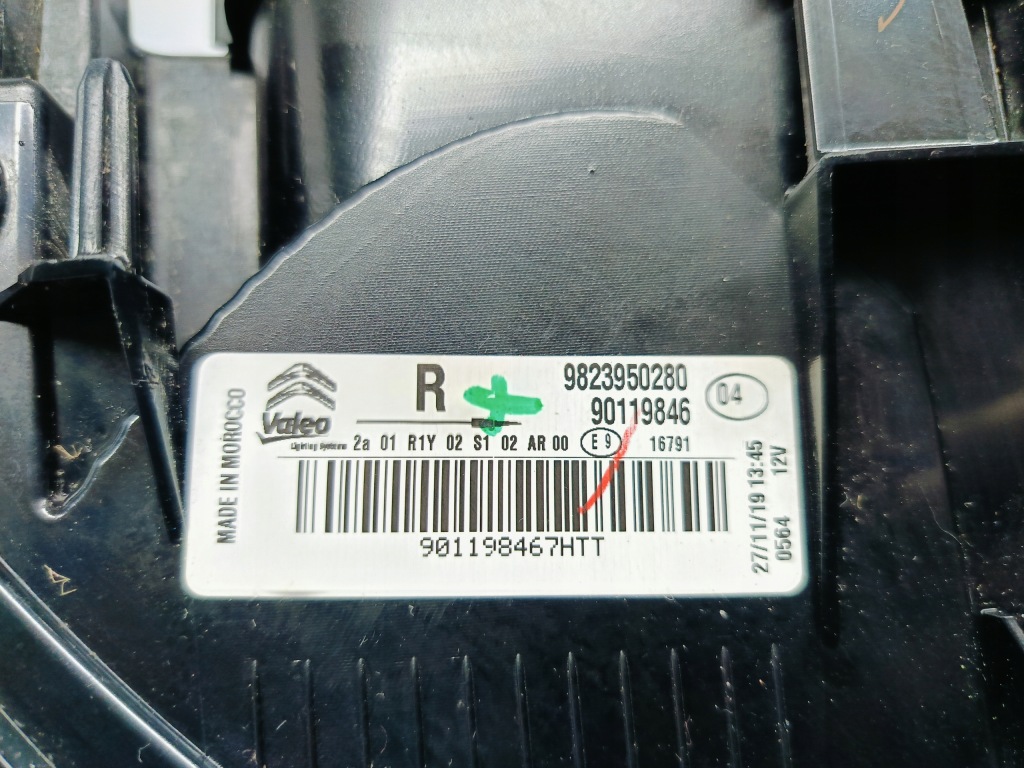 MADE IN MOROCCO
Valeo
Lighting Systems
R
9823950280
90119846
04
2a 01 R1Y 02 S1 02 AR 00 E9 16791
901198467HTT
27/11/19 13:45
0564 12V